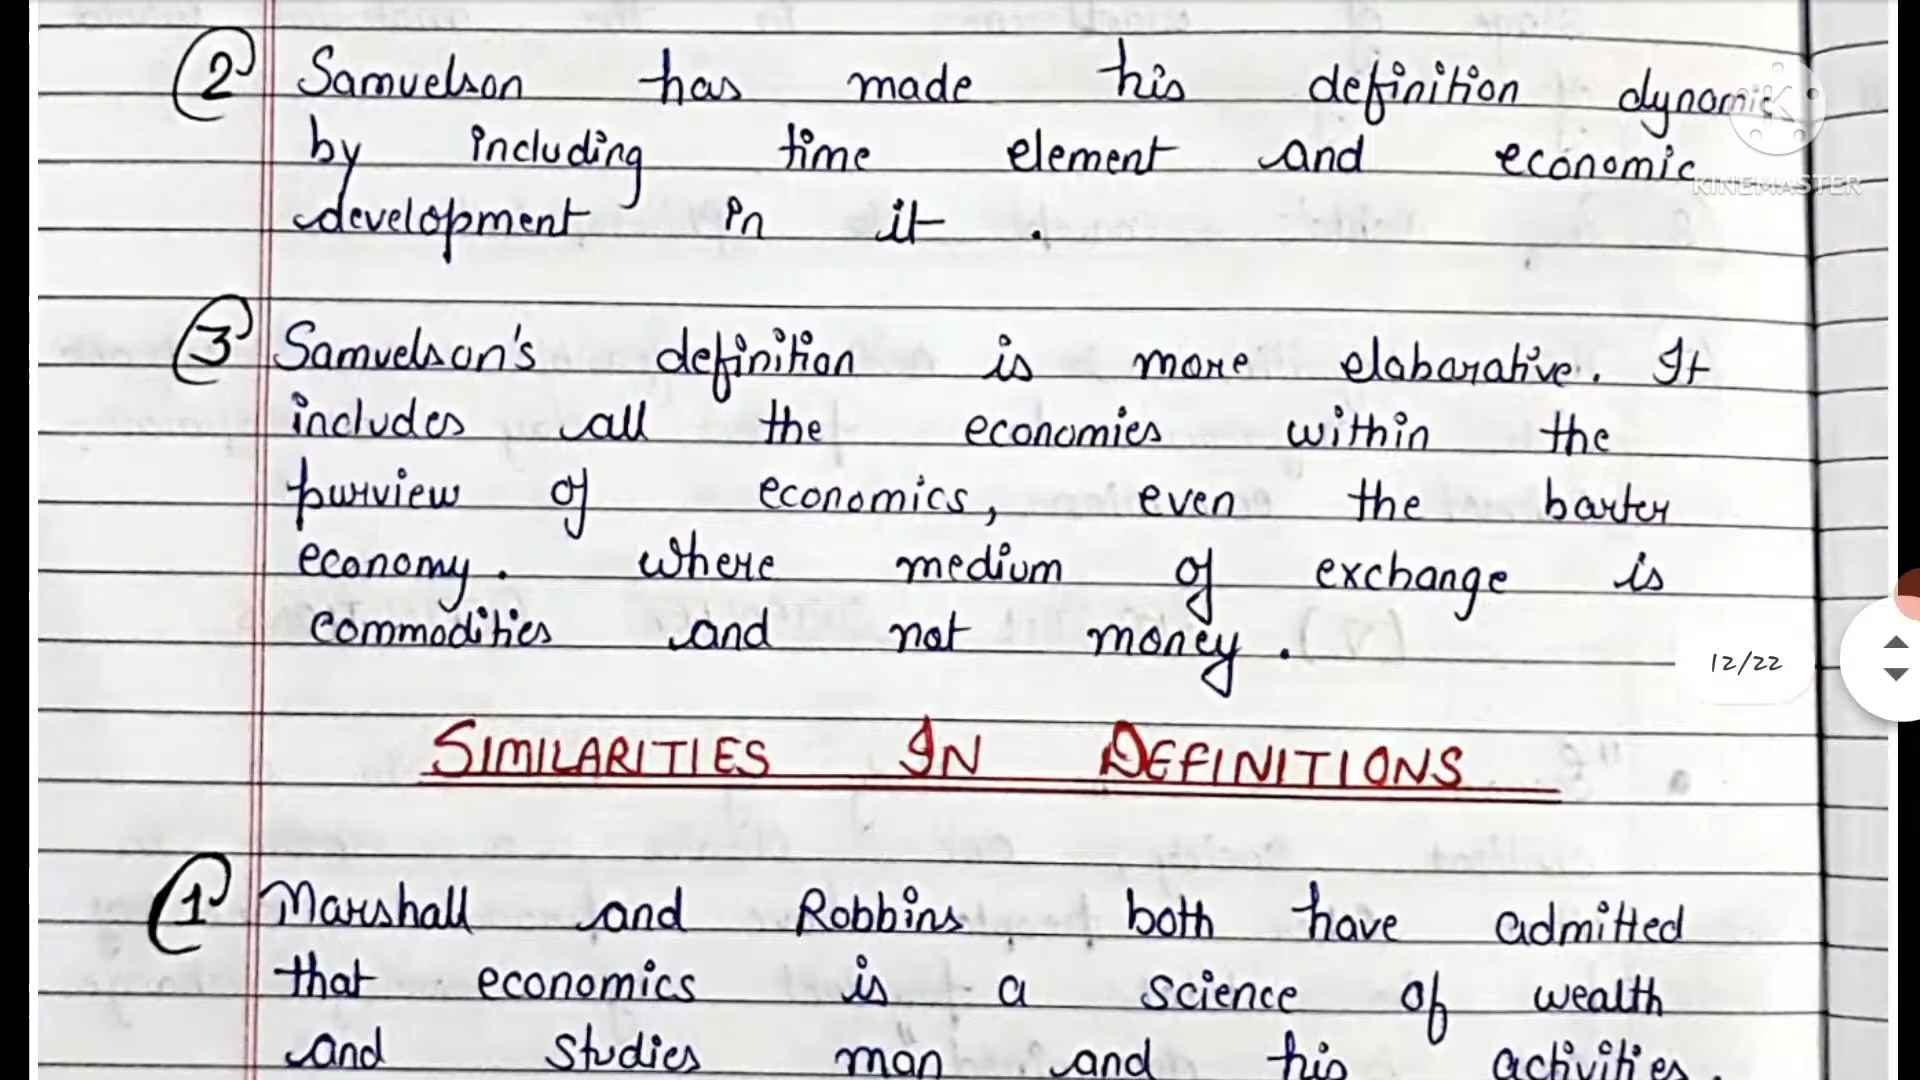 ② Samuelson has made his definition dynamic
by including time element and economic
development in it .
③ Samuelson's definition is more elabarative. It
includes all the economies within the
purview of economics, even the barter
economy. where medium of exchange is
commodities and not money .
SIMILARITIES IN DEFINITIONS
① Marshall and Robbins, both have admitted
that economics is a science of wealth
and studies man and his activities.
KINEMASTER
12/22